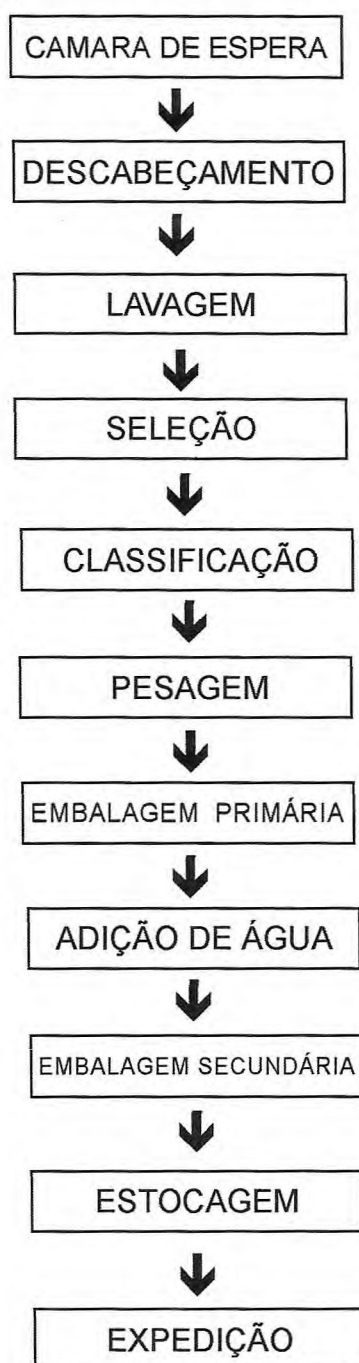 CAMARA DE ESPERA
DESCABEÇAMENTO
LAVAGEM
SELEÇÃO
CLASSIFICAÇÃO
PESAGEM
EMBALAGEM PRIMÁRIA
ADIÇÃO DE ÁGUA
EMBALAGEM SECUNDÁRIA
ESTOCAGEM
EXPEDIÇÃO